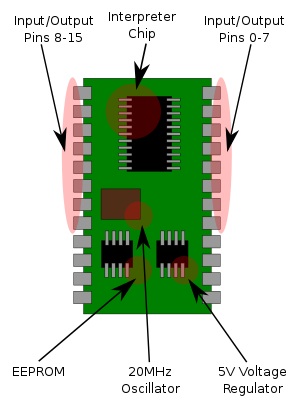 Input/Output
Pins 8-15
Interpreter
Chip
Input/Output
Pins 0-7
EEPROM
20MHz
Oscillator
5V Voltage
Regulator